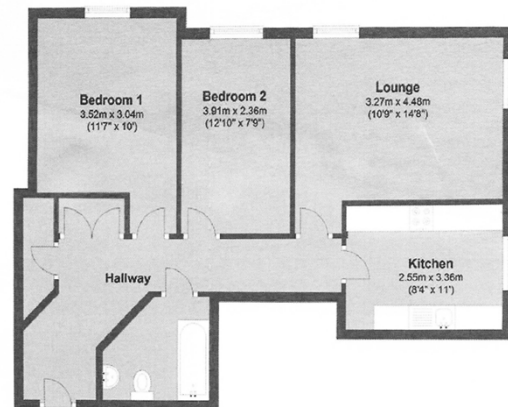 Bedroom 1
3.52m x 3.04m
(11'7" x 10')
Bedroom 2
3.91m x 2.36m
(12'10" x 7'9")
Lounge
3.27m x 4.48m
(10'9" x 14'8")
Hallway
Kitchen
2.55m x 3.36m
(8'4" x 11')